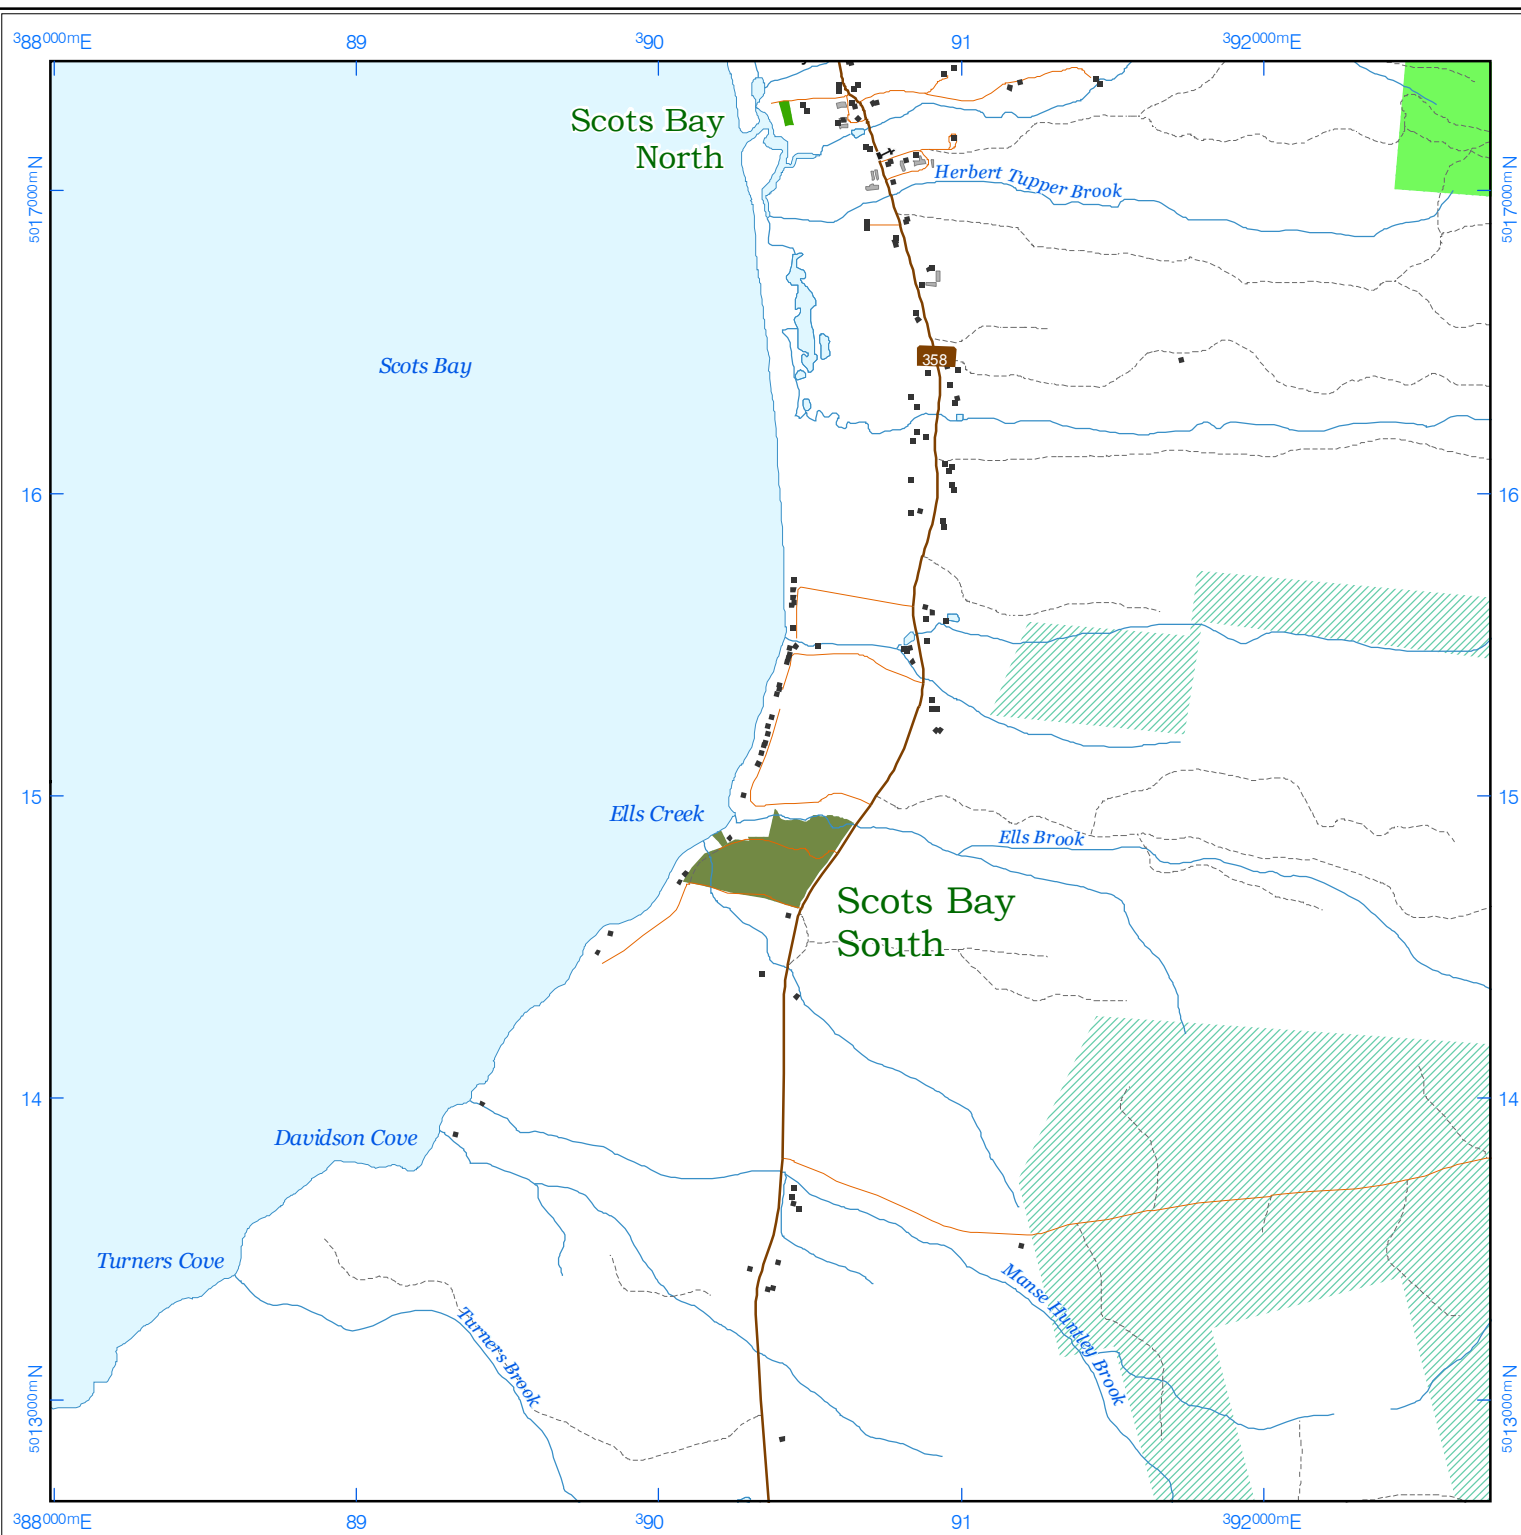 388000mE 89 390 91 392000mE
Scots Bay
North
5017000m N
5017000m N
Herbert Tupper Brook
358
Scots Bay
16
16
15
15
Ells Creek
Ells Brook
Scots Bay
South
14
14
Davidson Cove
Turners Cove
Manse Huntley Brook
Turners Brook
5013000m N
5013000m N
388000mE 89 390 91 392000mE